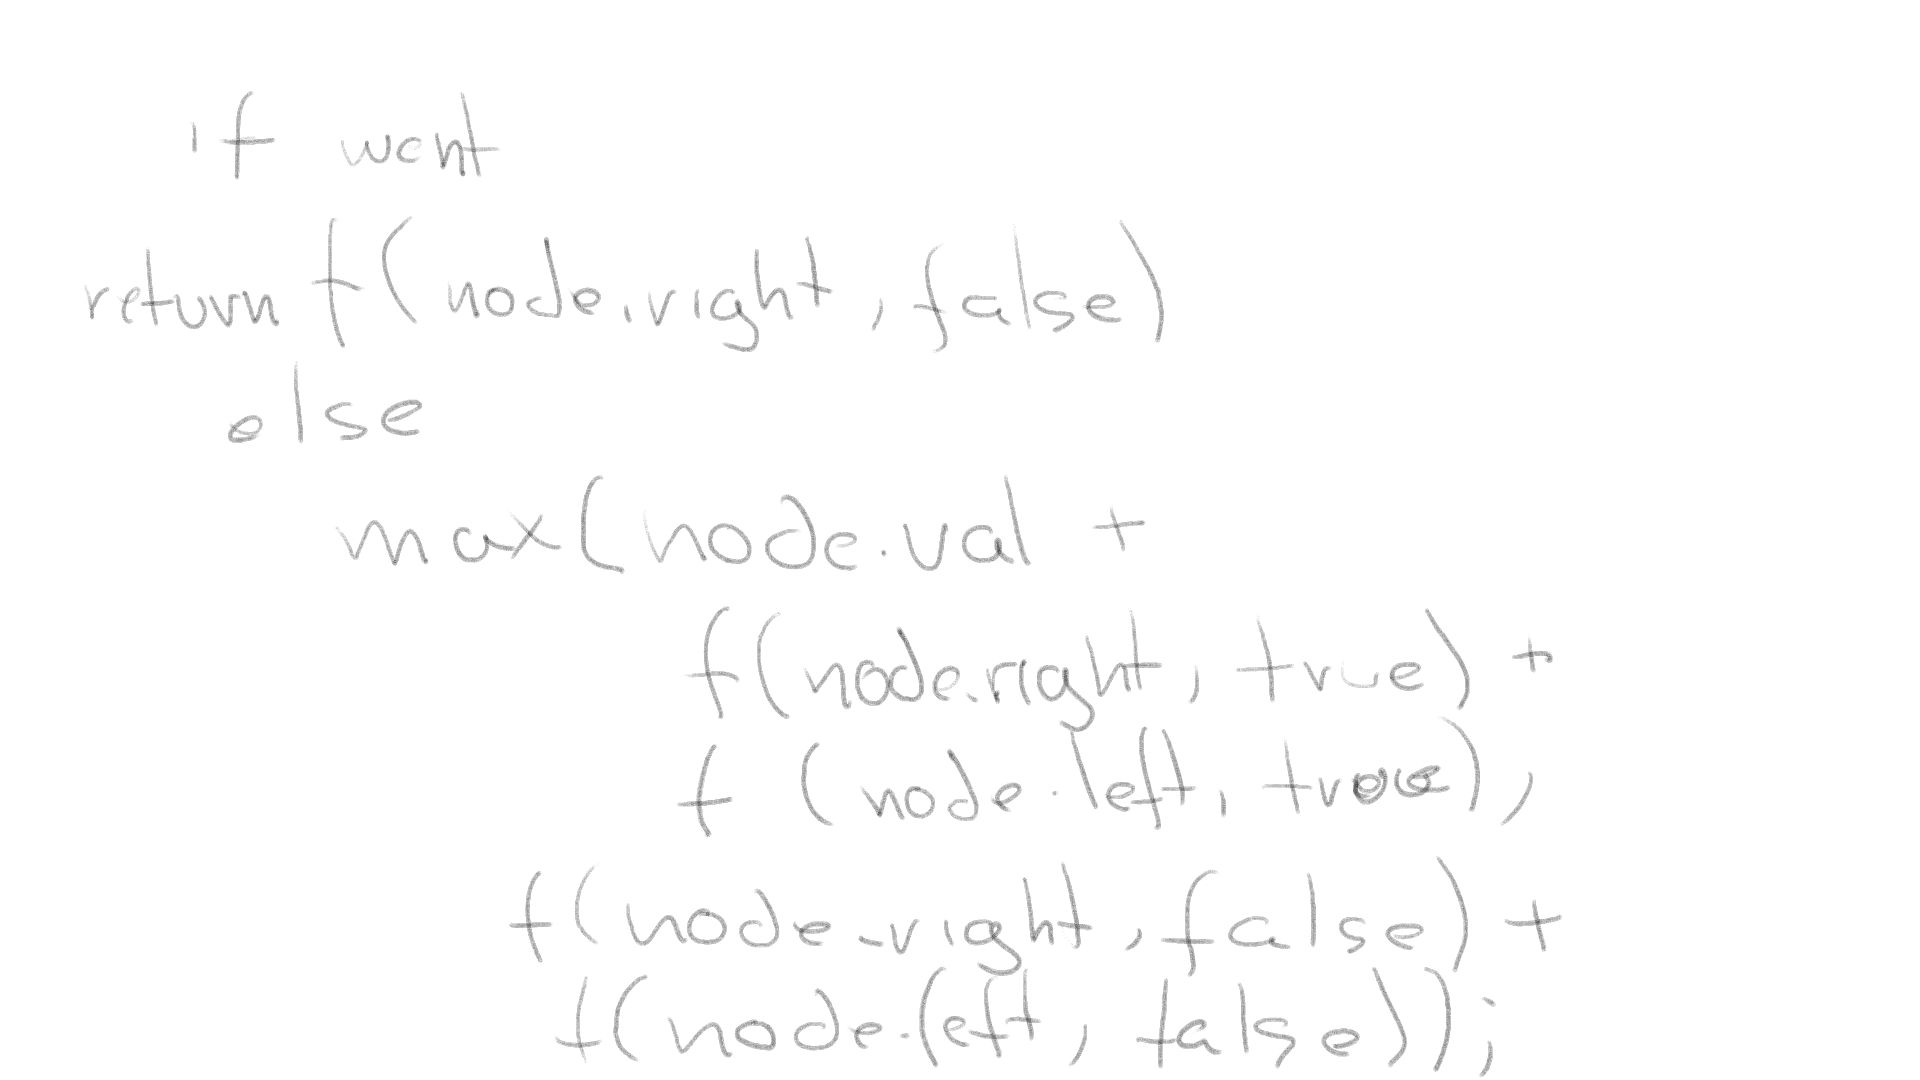 if want
return f(node.right, false)
else
max(node.val +
f(node.right, true) +
f (node.left, true),
f(node.right, false) +
f(node.left, false));